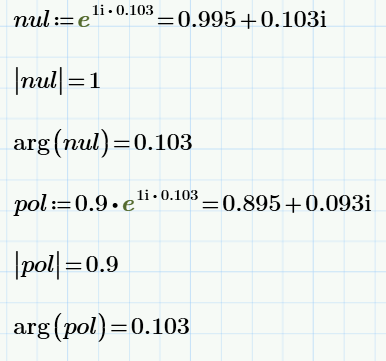 nul := e^(1i · 0.103) = 0.995 + 0.103i
|nul| = 1
arg(nul) = 0.103
pol := 0.9 · e^(1i · 0.103) = 0.895 + 0.093i
|pol| = 0.9
arg(pol) = 0.103